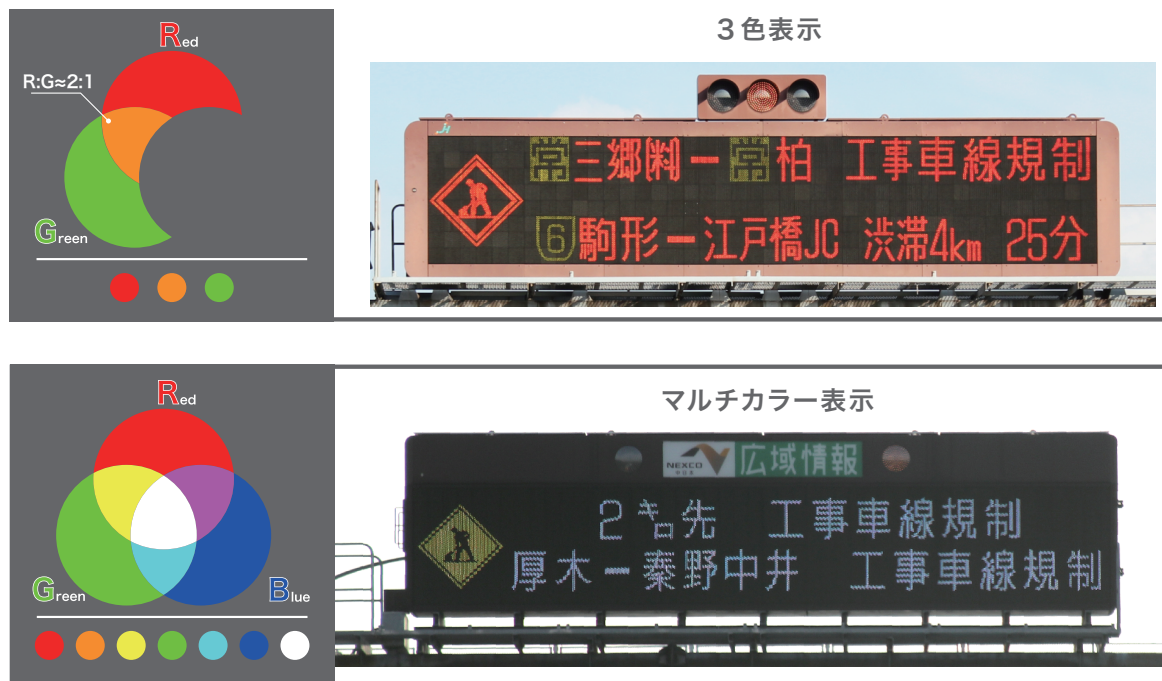 Red
R:G≈2:1
Green
3色表示
JH
常三郷料ー常柏 工事車線規制
6駒形ー江戸橋JC 渋滞4km 25分
Red
Green
Blue
マルチカラー表示
NEXCO
広域情報
2㌔先 工事車線規制
厚木ー秦野中井 工事車線規制